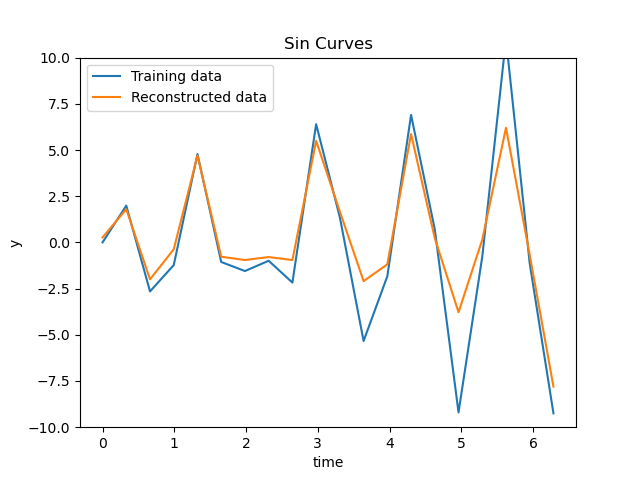 Sin Curves
Training data
Reconstructed data
10.0
7.5
5.0
2.5
0.0
−2.5
−5.0
−7.5
−10.0
y
0 1 2 3 4 5 6
time